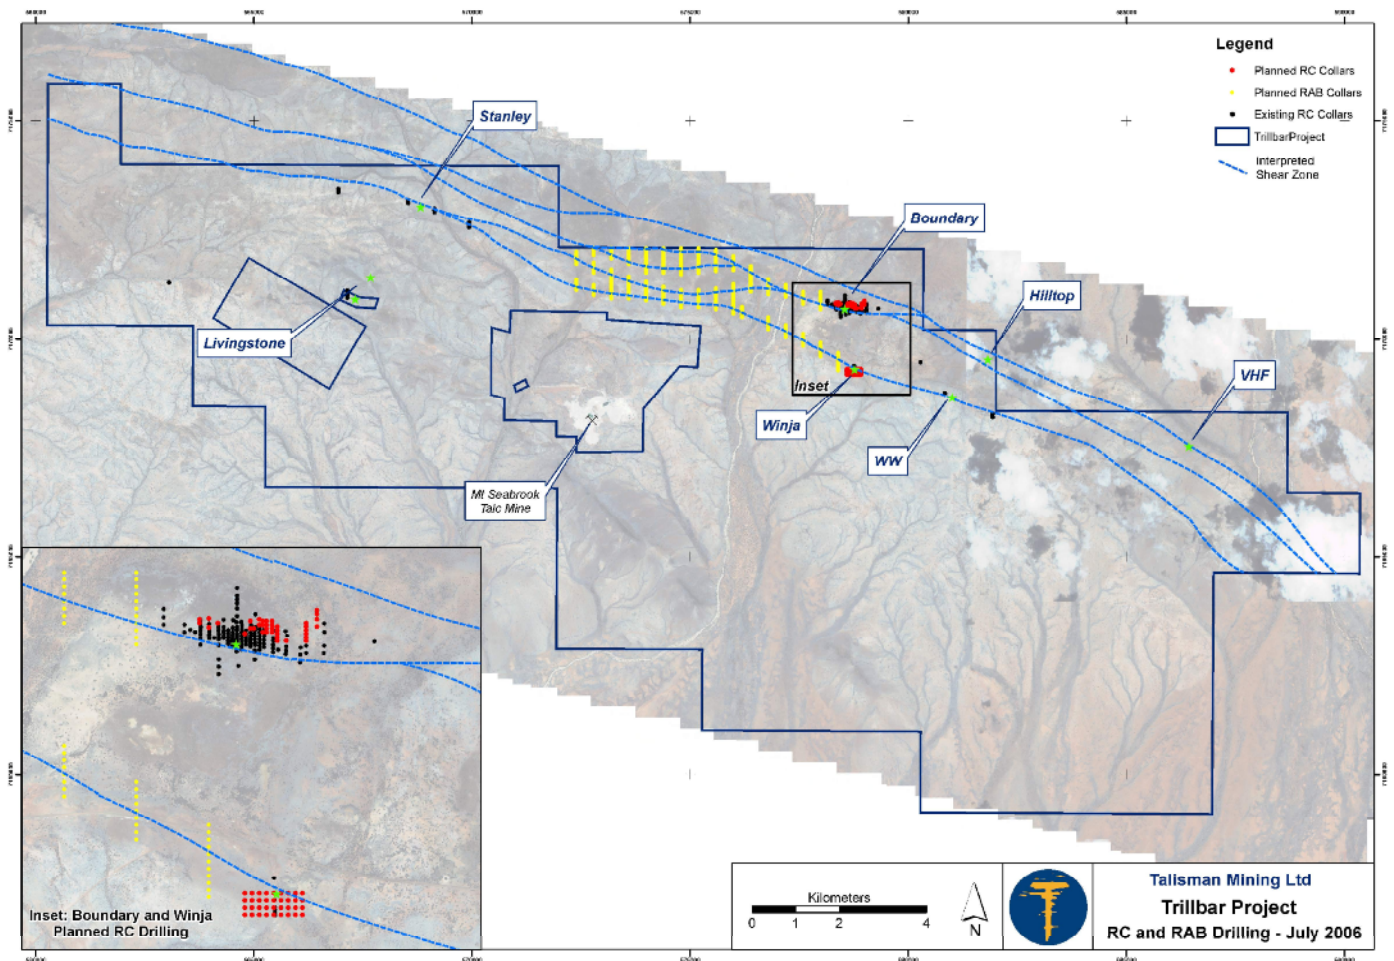 Legend
Planned RC Collars
Planned RAB Collars
Existing RC Collars
TrillbarProject
Interpreted
Shear Zone
Stanley
Boundary
Hilltop
Livingstone
VHF
Inset
Winja
WW
Mt Seabrook
Talc Mine
Inset: Boundary and Winja
Planned RC Drilling
Kilometers
0 1 2 4
N
Talisman Mining Ltd
Trillbar Project
RC and RAB Drilling - July 2006